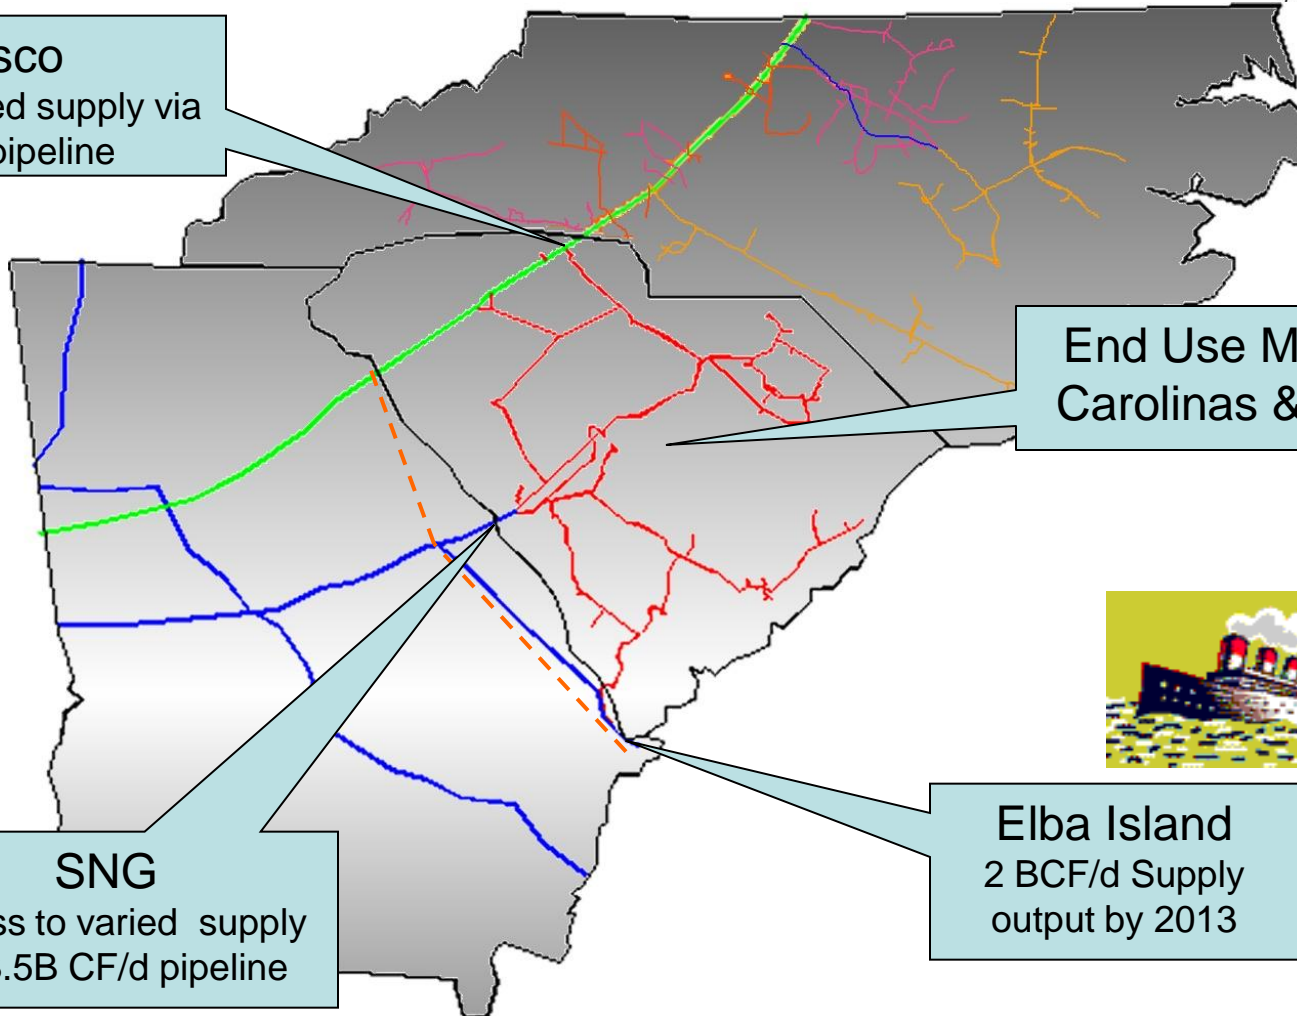 sco
ed supply via
pipeline
End Use M
Carolinas &
Elba Island
2 BCF/d Supply
output by 2013
SNG
ss to varied supply
.5B CF/d pipeline